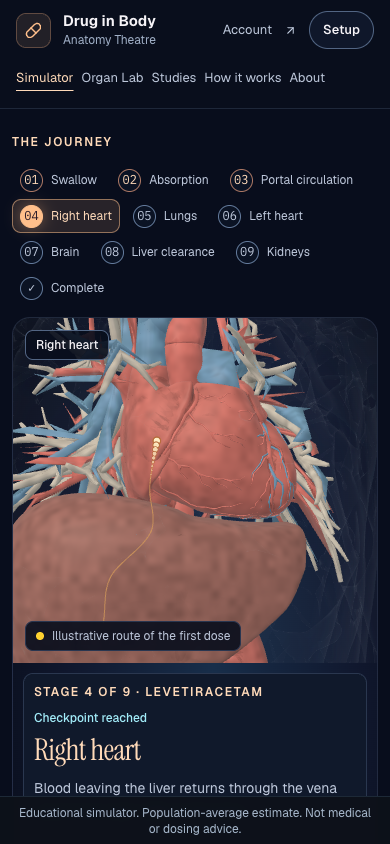 Drug in Body
Anatomy Theatre
Account ↗ Setup
Simulator Organ Lab Studies How it works About
THE JOURNEY
01 Swallow 02 Absorption 03 Portal circulation
04 Right heart 05 Lungs 06 Left heart
07 Brain 08 Liver clearance 09 Kidneys
✓ Complete
Right heart
Illustrative route of the first dose
STAGE 4 OF 9 · LEVETIRACETAM
Checkpoint reached
Right heart
Blood leaving the liver returns through the vena
Educational simulator. Population-average estimate. Not medical
or dosing advice.